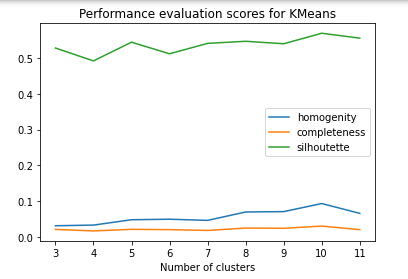 Performance evaluation scores for KMeans
0.5
0.4
0.3
0.2
0.1
0.0
homogenity
completeness
silhoutette
3 4 5 6 7 8 9 10 11
Number of clusters